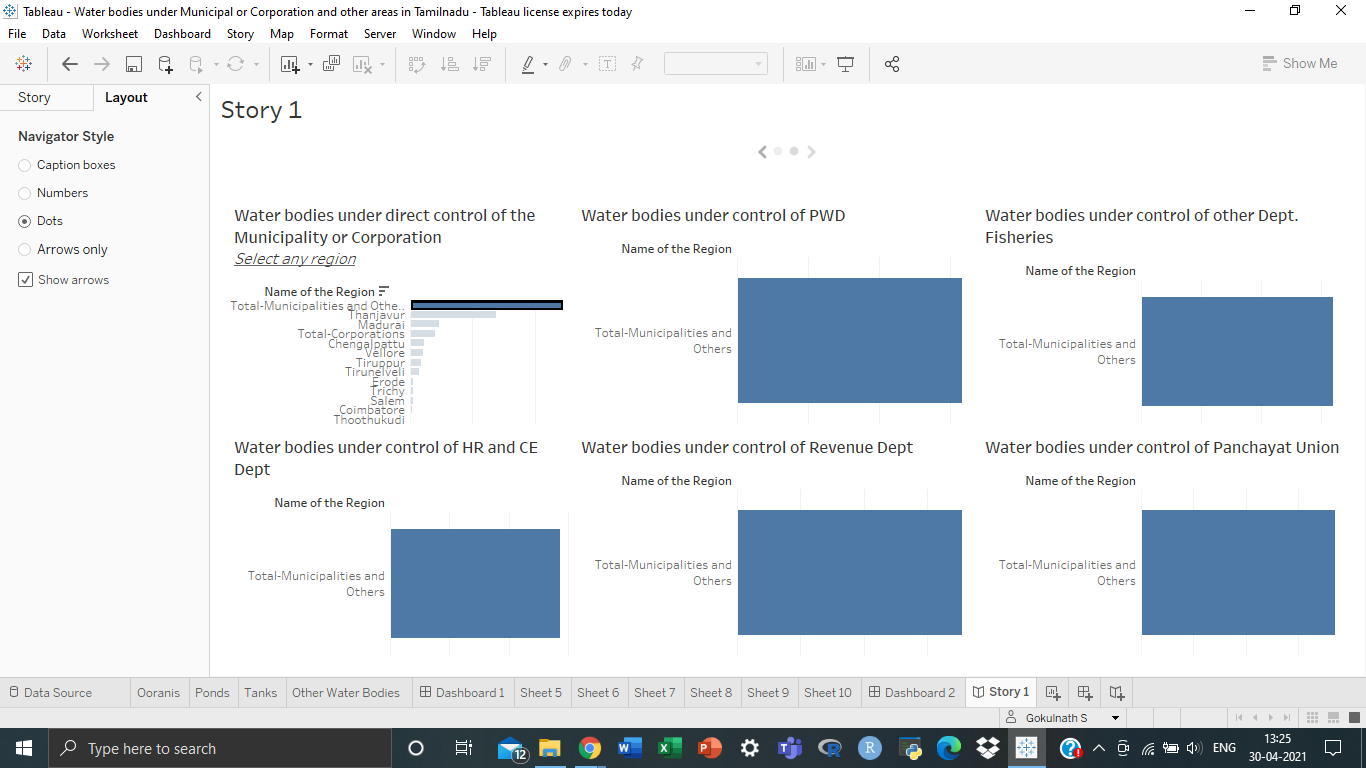 Tableau - Water bodies under Municipal or Corporation and other areas in Tamilnadu - Tableau license expires today
File Data Worksheet Dashboard Story Map Format Server Window Help
Show Me
Story Layout
Navigator Style
Caption boxes
Numbers
Dots
Arrows only
Show arrows
Story 1
Water bodies under direct control of the
Municipality or Corporation
Select any region
Name of the Region
Total-Municipalities and Othe..
Thanjavur
Madurai
Total-Corporations
Chengalpattu
Vellore
Tiruppur
Tirunelveli
Erode
Trichy
Salem
Coimbatore
Thoothukudi
Water bodies under control of PWD
Name of the Region
Total-Municipalities and
Others
Water bodies under control of other Dept.
Fisheries
Name of the Region
Total-Municipalities and
Others
Water bodies under control of HR and CE
Dept
Name of the Region
Total-Municipalities and
Others
Water bodies under control of Revenue Dept
Name of the Region
Total-Municipalities and
Others
Water bodies under control of Panchayat Union
Name of the Region
Total-Municipalities and
Others
Data Source Ooranis Ponds Tanks Other Water Bodies Dashboard 1 Sheet 5 Sheet 6 Sheet 7 Sheet 8 Sheet 9 Sheet 10 Dashboard 2 Story 1
Gokulnath S
Type here to search
12
ENG
13:25
30-04-2021